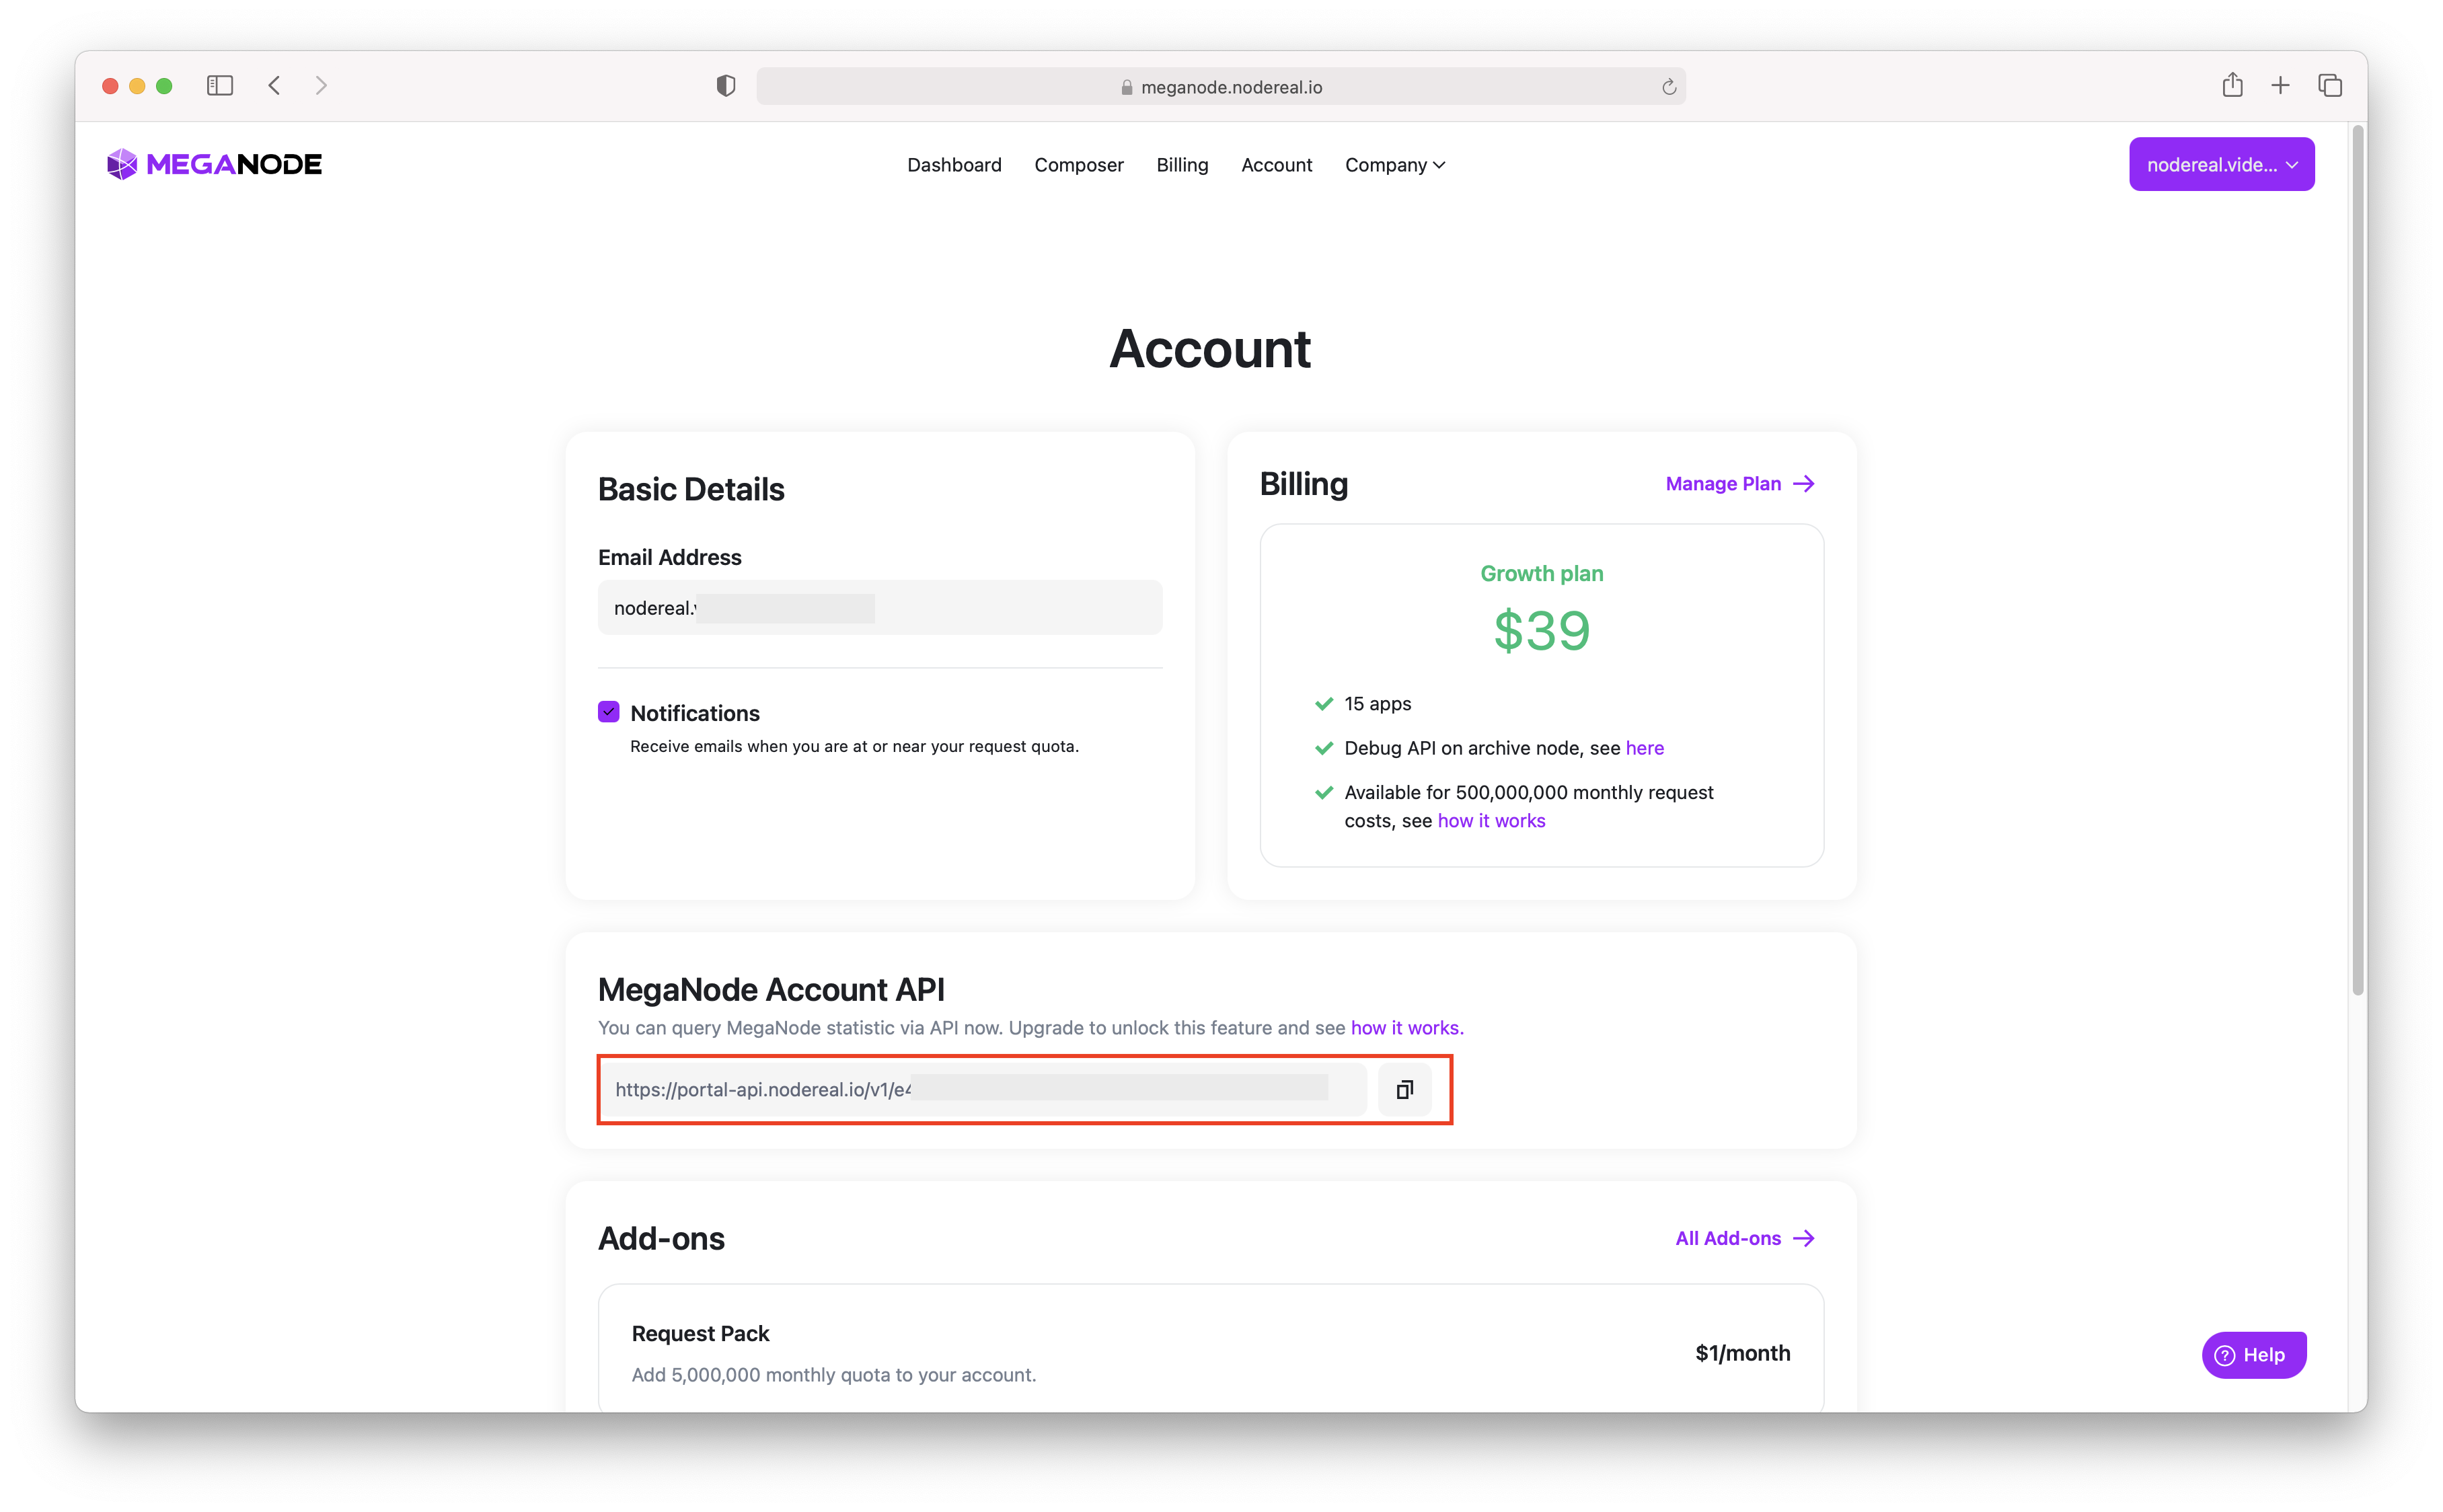 meganode.nodereal.io
MEGANODE
Dashboard Composer Billing Account Company
nodereal.vide...
Account
Basic Details
Email Address
nodereal.
Notifications
Receive emails when you are at or near your request quota.
Billing
Manage Plan
Growth plan
$39
15 apps
Debug API on archive node, see here
Available for 500,000,000 monthly request
costs, see how it works
MegaNode Account API
You can query MegaNode statistic via API now. Upgrade to unlock this feature and see how it works.
https://portal-api.nodereal.io/v1/e4
Add-ons
All Add-ons
Request Pack
Add 5,000,000 monthly quota to your account.
$1/month
Help